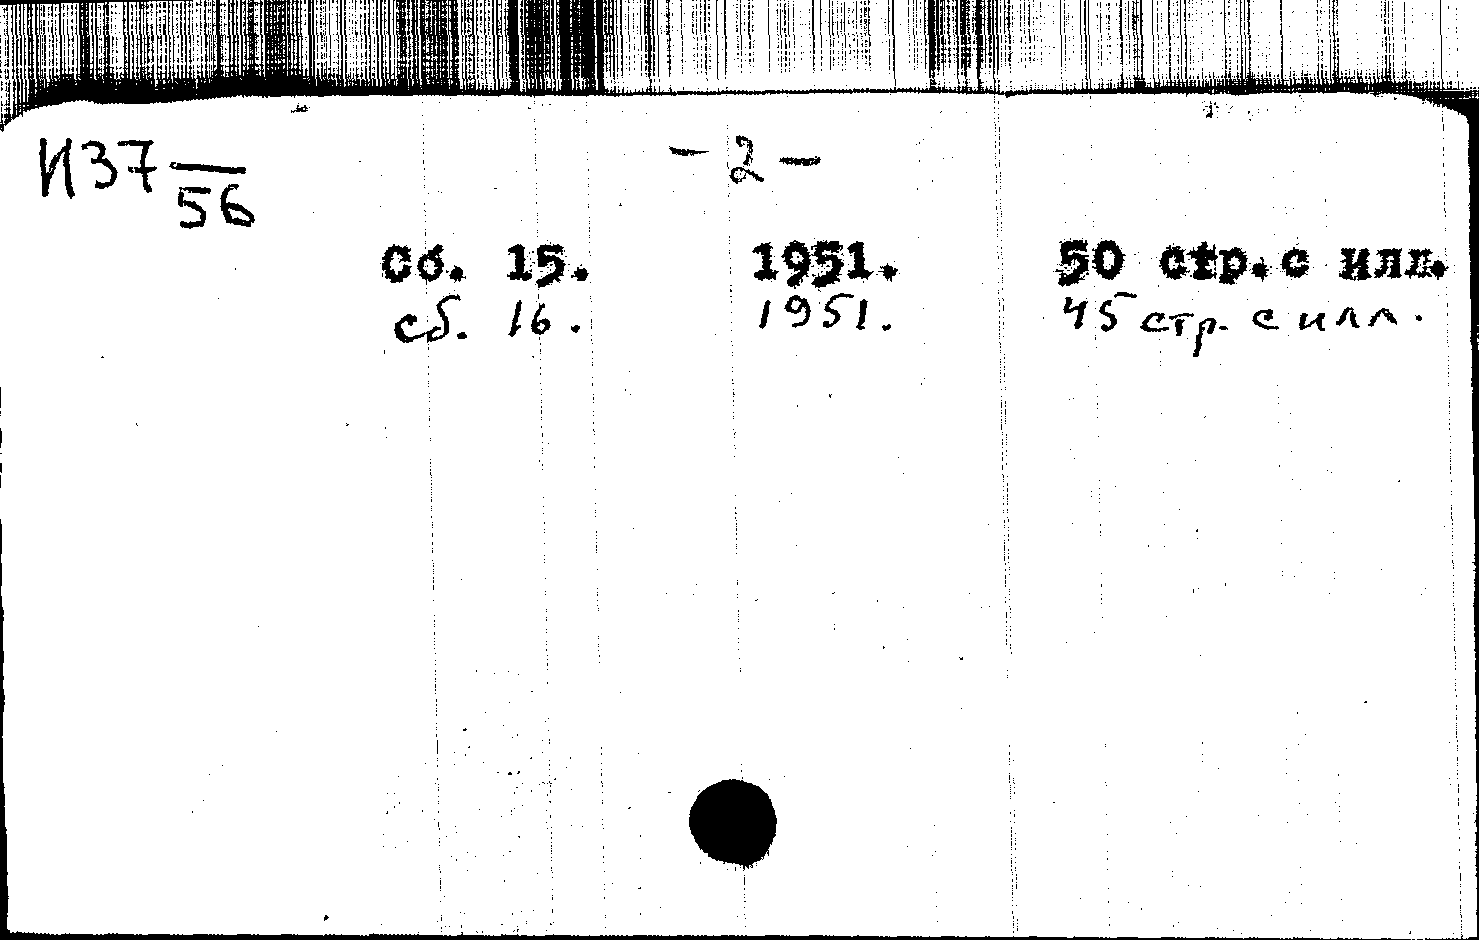 И37 — 2 —
56
Сб. 15. 1951. 50 стр. с илл.
сб. 16. 1951. 45 стр. с илл.